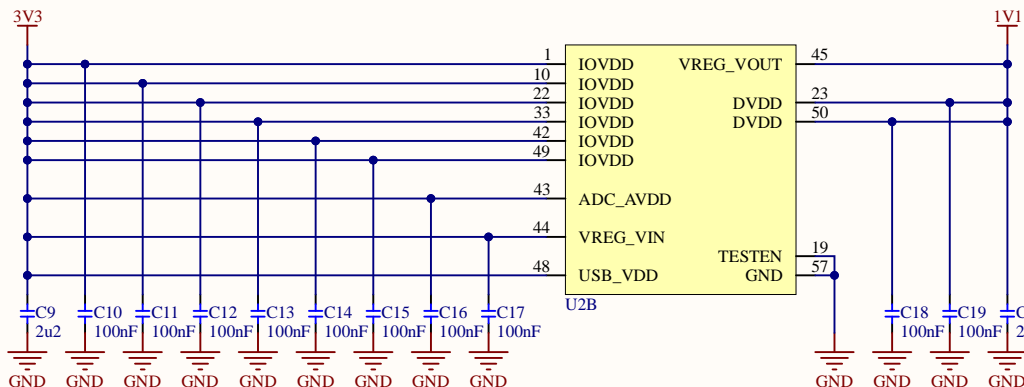 3V3 1V1
1 IOVDD VREG_VOUT 45
10 IOVDD
22 IOVDD DVDD 23
33 IOVDD DVDD 50
42 IOVDD
49 IOVDD
43 ADC_AVDD
44 VREG_VIN
TESTEN 19
48 USB_VDD GND 57
U2B
C9 C10 C11 C12 C13 C14 C15 C16 C17 C18 C19
2u2 100nF 100nF 100nF 100nF 100nF 100nF 100nF 100nF 100nF 100nF
GND GND GND GND GND GND GND GND GND GND GND GND GND